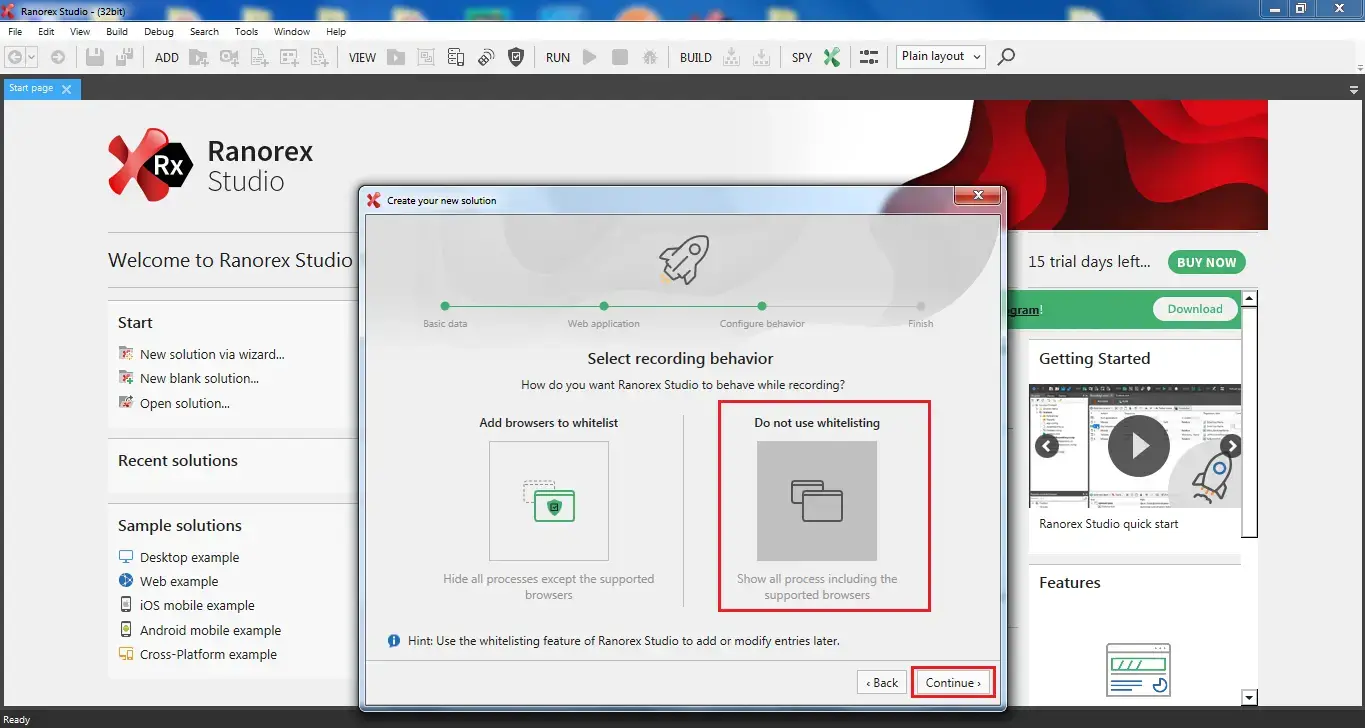 Ranorex Studio - (32bit)
File Edit View Build Debug Search Tools Window Help
ADD VIEW RUN BUILD SPY Plain layout
Start page
Rx
Ranorex
Studio
Welcome to Ranorex Studio
15 trial days left... BUY NOW
Start
New solution via wizard...
New blank solution...
Open solution...
Recent solutions
Sample solutions
Desktop example
Web example
iOS mobile example
Android mobile example
Cross-Platform example
Create your new solution
Basic data Web application Configure behavior Finish
Select recording behavior
How do you want Ranorex Studio to behave while recording?
Add browsers to whitelist
Hide all processes except the supported
browsers
Do not use whitelisting
Show all process including the
supported browsers
Hint: Use the whitelisting feature of Ranorex Studio to add or modify entries later.
‹ Back Continue ›
gram! Download
Getting Started
Ranorex Studio quick start
Features
Ready